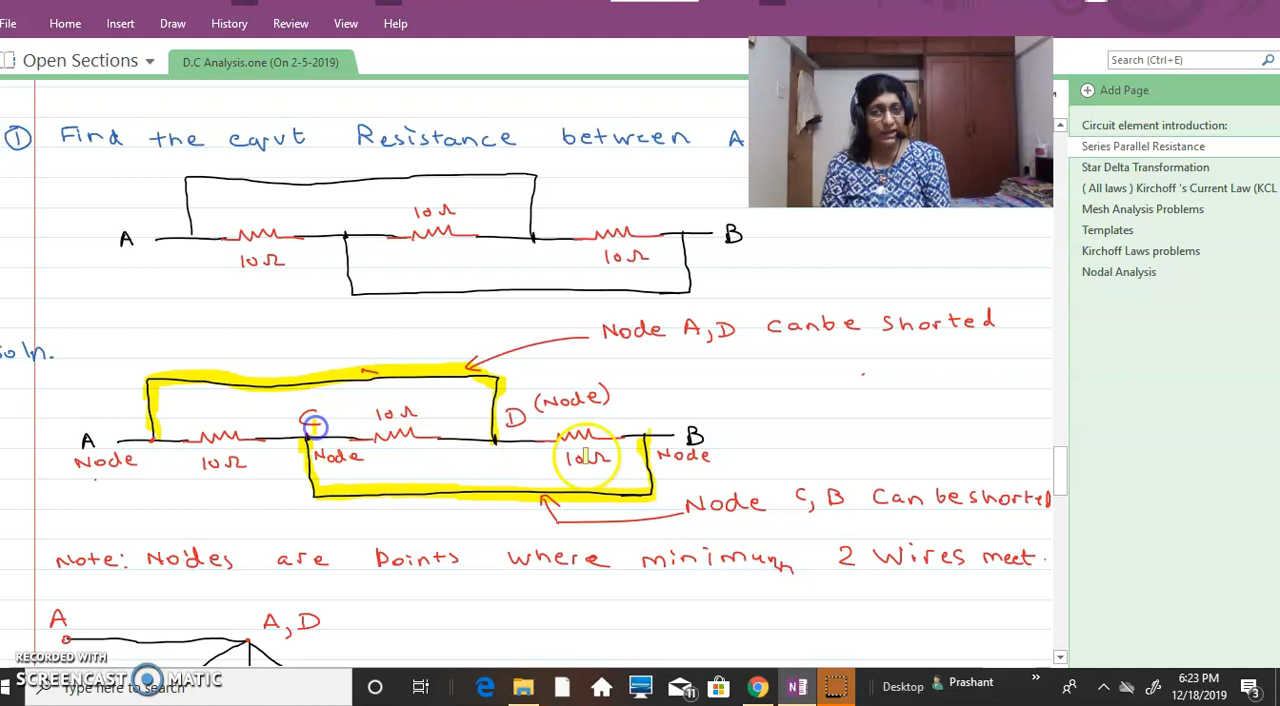 File Home Insert Draw History Review View Help
Open Sections D.C Analysis.one (On 2-5-2019) Search (Ctrl+E)
Add Page
Circuit element introduction:
Series Parallel Resistance
Star Delta Transformation
( All laws ) Kirchoff 's Current Law (KCL
Mesh Analysis Problems
Templates
Kirchoff Laws problems
Nodal Analysis
① Find the eqvt Resistance between A
10Ω
A B
10Ω 10Ω
Node A,D can be shorted
soln.
C 10Ω D (Node)
A B
Node 10Ω Node 10Ω Node
Node C, B Can be shorted
Note: Nodes are Points where minimum 2 Wires meet.
A A, D
RECORDED WITH
SCREENCAST MATIC
Type here to search 11 Desktop Prashant 6:23 PM
12/18/2019 3